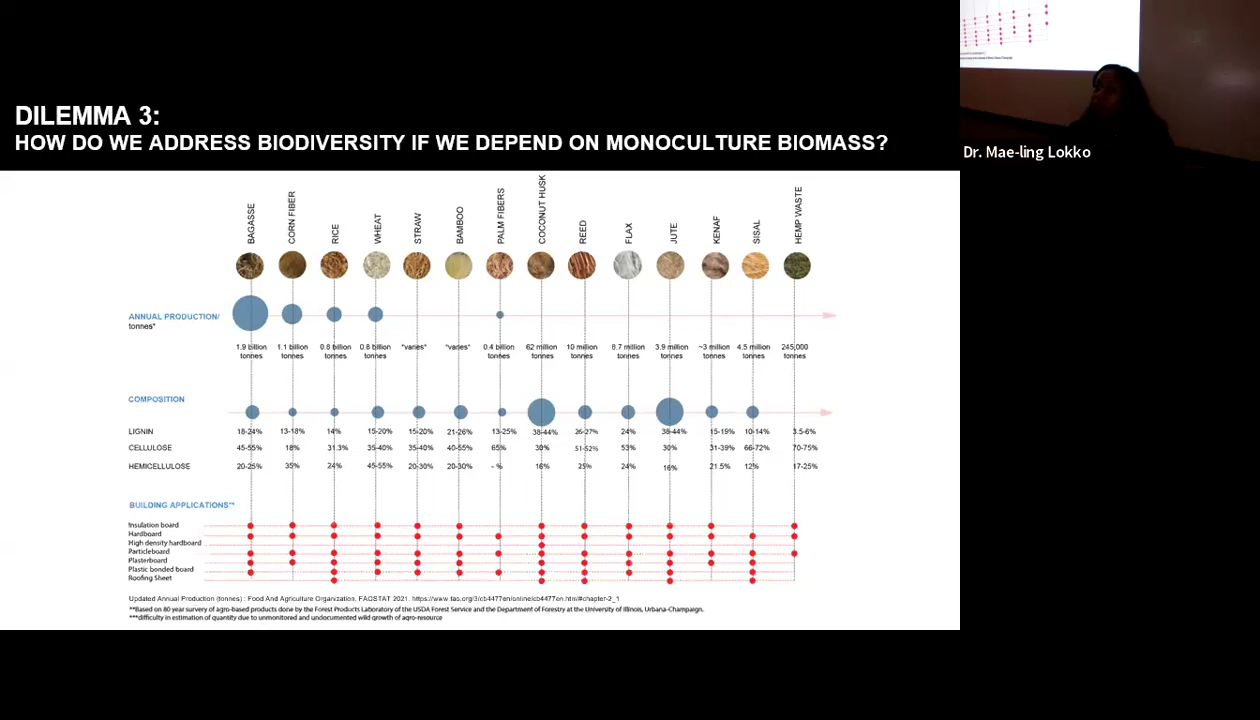 DILEMMA 3:
HOW DO WE ADDRESS BIODIVERSITY IF WE DEPEND ON MONOCULTURE BIOMASS?
Dr. Mae-ling Lokko
BAGASSE CORN FIBER RICE WHEAT STRAW BAMBOO PALM FIBERS COCONUT HUSK REED FLAX JUTE KENAF SISAL HEMP WASTE
ANNUAL PRODUCTION/
tonnes*
1.9 billion 1.1 billion 0.8 billion 0.8 billion *varies* *varies* 0.4 billion 62 million 10 million 8.7 million 3.9 million ~3 million 4.5 million 245,000
tonnes tonnes tonnes tonnes tonnes tonnes tonnes tonnes tonnes tonnes tonnes tonnes
COMPOSITION
LIGNIN 18-24% 13-18% 14% 15-20% 15-20% 21-26% 13-25% 38-44% 26-27% 24% 38-44% 15-19% 10-14% 3.5-6%
CELLULOSE 45-55% 18% 31.3% 35-40% 35-40% 40-55% 65% 30% 51-52% 53% 30% 31-39% 66-72% 70-75%
HEMICELLULOSE 20-25% 35% 24% 45-55% 20-30% 20-30% - % 16% 25% 24% 16% 21.5% 12% 17-25%
BUILDING APPLICATIONS**
Insulation board
Hardboard
High density hardboard
Particleboard
Plasterboard
Plastic bonded board
Roofing Sheet
Updated Annual Production (tonnes) : Food And Agriculture Organization, FAOSTAT 2021. https://www.fao.org/3/cb4477en/online/cb4477en.html#chapter-2_1
**Based on 80 year survery of agro-based products done by the Forest Products Laboratory of the USDA Forest Service and the Department of Forestry at the University of Illinois, Urbana-Champaign.
***difficulty in estimation of quantity due to unmonitored and undocumented wild growth of agro-resource